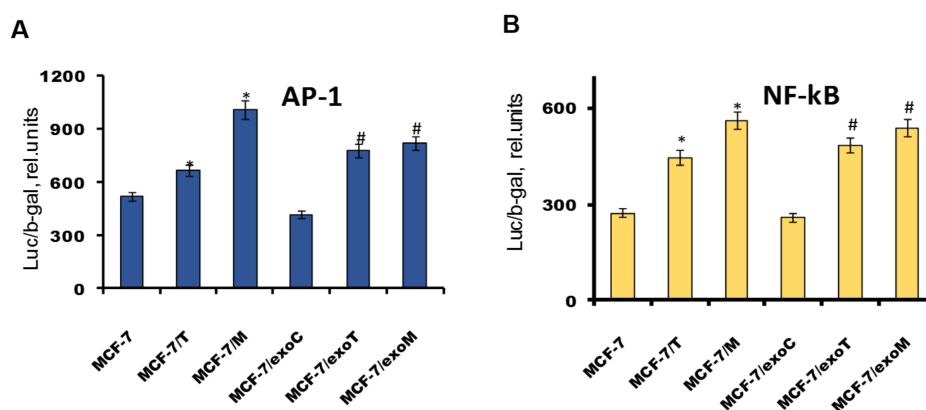 A
Luc/b-gal, rel.units
AP-1
1200
900
600
300
0
*
*
#
#
MCF-7
MCF-7/T
MCF-7/M
MCF-7/exoC
MCF-7/exoT
MCF-7/exoM
B
Luc/b-gal, rel.units
NF-kB
600
300
0
*
*
#
#
MCF-7
MCF-7/T
MCF-7/M
MCF-7/exoC
MCF-7/exoT
MCF-7/exoM